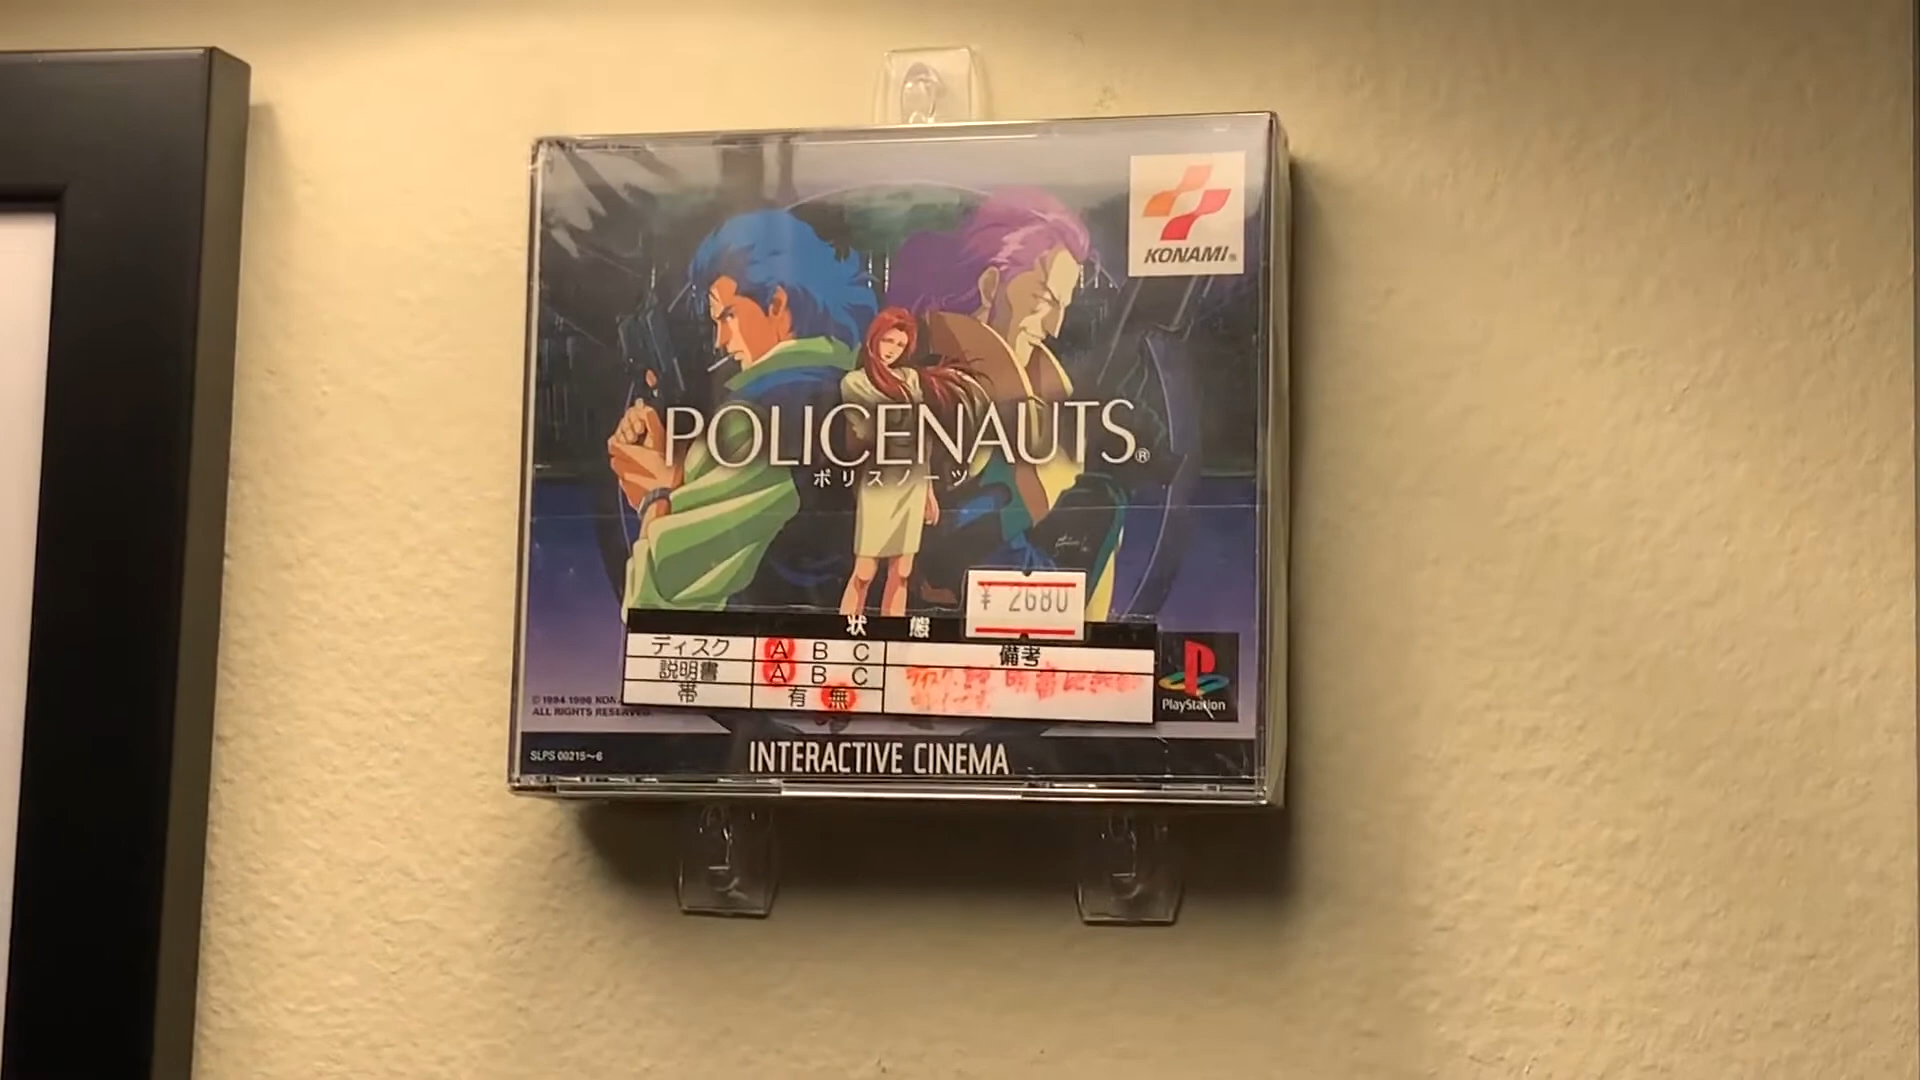 KONAMI®
POLICENAUTS®
ポリスノーツ
¥ 2680
状 態
ディスク A B C 備考
説明書 A B C
帯 有 無
PlayStation
© 1994 1996 KON
ALL RIGHTS RESERVED.
SLPS 00215~6
INTERACTIVE CINEMA